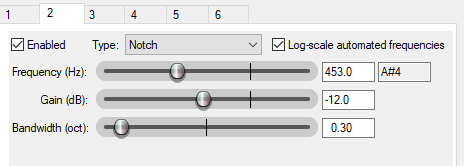 1 2 3 4 5 6
Enabled Type: Notch Log-scale automated frequencies
Frequency (Hz): 453.0 A#4
Gain (dB): -12.0
Bandwidth (oct): 0.30